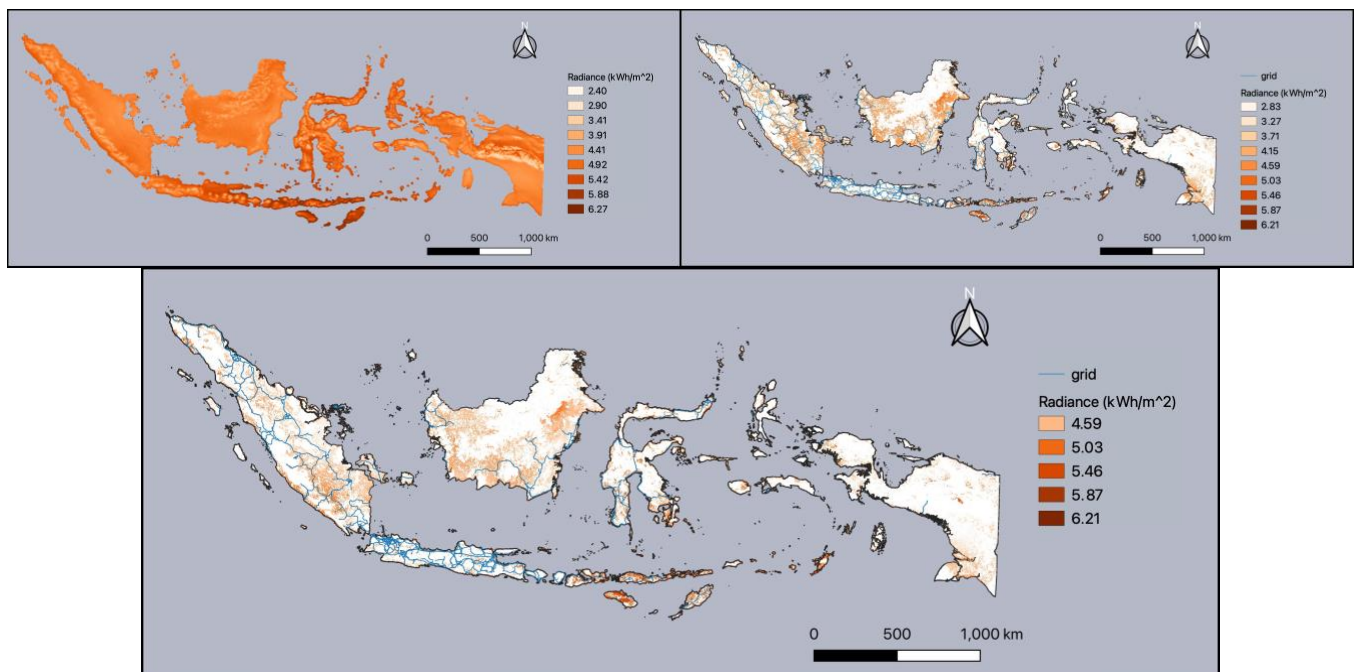 N
Radiance (kWh/m^2)
2.40
2.90
3.41
3.91
4.41
4.92
5.42
5.88
6.27
0 500 1,000 km
N
grid
Radiance (kWh/m^2)
2.83
3.27
3.71
4.15
4.59
5.03
5.46
5.87
6.21
0 500 1,000 km
N
grid
Radiance (kWh/m^2)
4.59
5.03
5.46
5.87
6.21
0 500 1,000 km